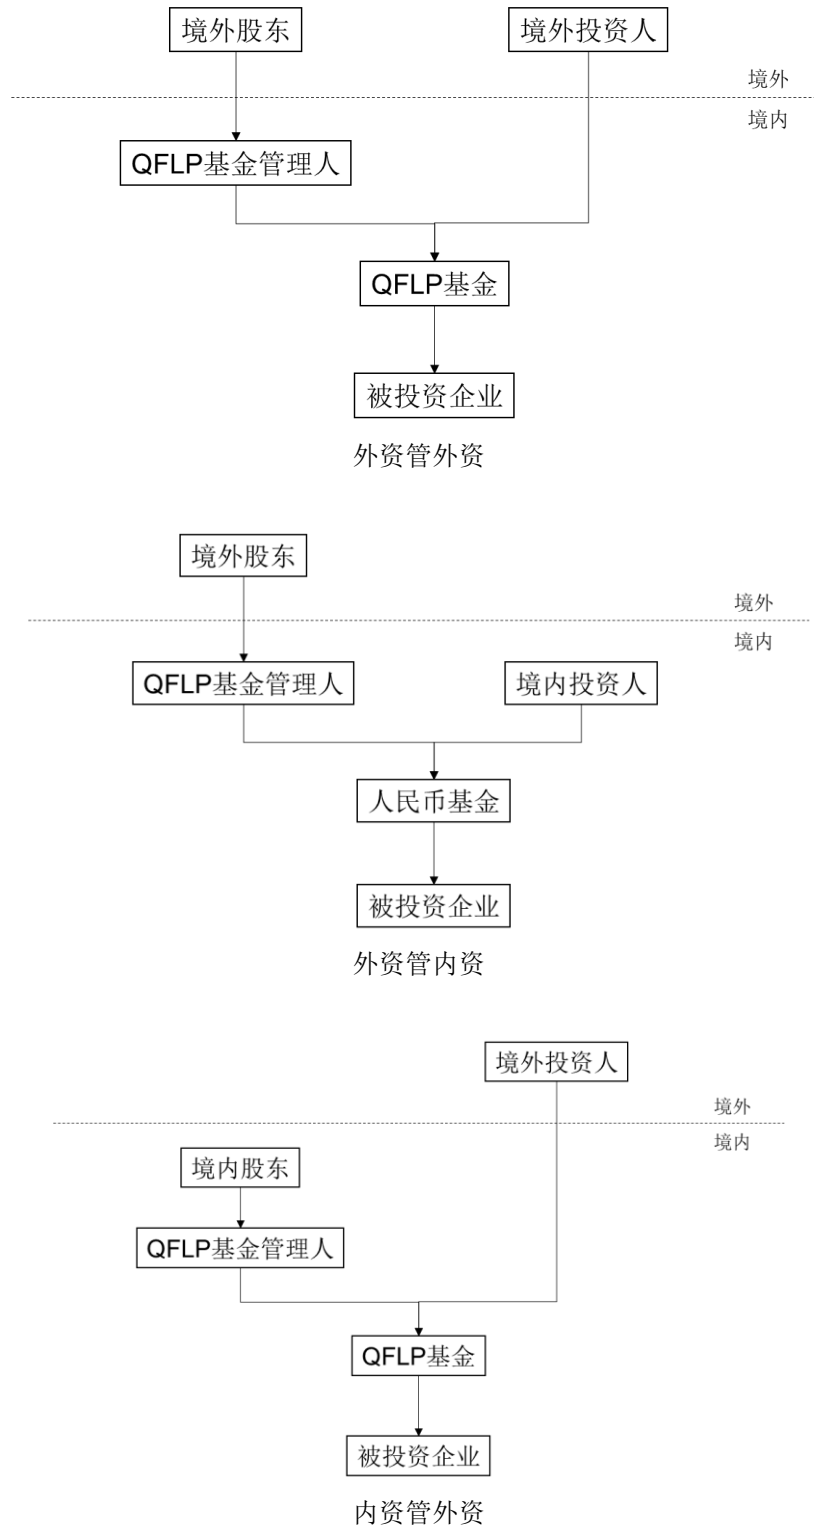 境外股东
境外投资人
境外
境内
QFLP基金管理人
QFLP基金
被投资企业
外资管外资
境外股东
境外
境内
QFLP基金管理人
境内投资人
人民币基金
被投资企业
外资管内资
境外投资人
境外
境内
境内股东
QFLP基金管理人
QFLP基金
被投资企业
内资管外资